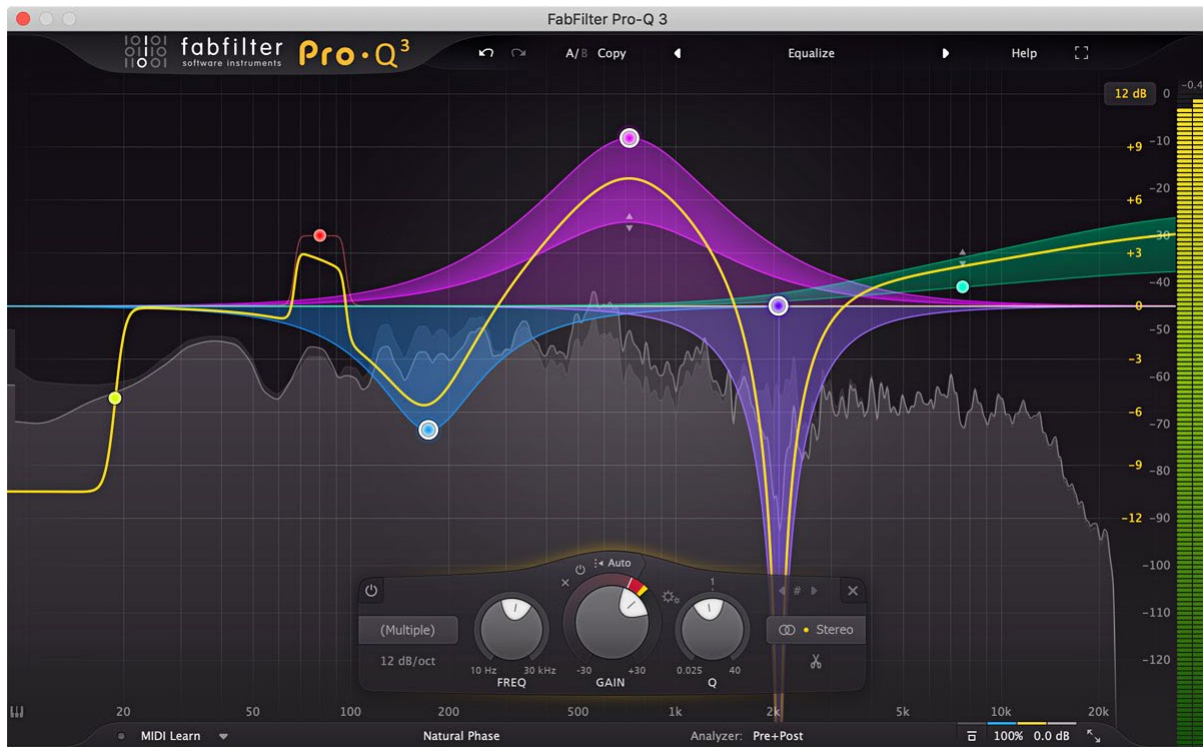 FabFilter Pro-Q 3
fabfilter
software instruments
Pro·Q³
A/B Copy
Equalize
Help
12 dB
0
-0.4
+9
-10
+6
-20
-30
+3
-40
0
-50
-3
-60
-6
-70
-9
-80
-12
-90
-100
-110
-120
Auto
1
#
(Multiple)
12 dB/oct
10 Hz
30 kHz
FREQ
-30
+30
GAIN
0.025
40
Q
Stereo
20
50
100
200
500
1k
2k
5k
10k
20k
MIDI Learn
Natural Phase
Analyzer: Pre+Post
100%
0.0 dB